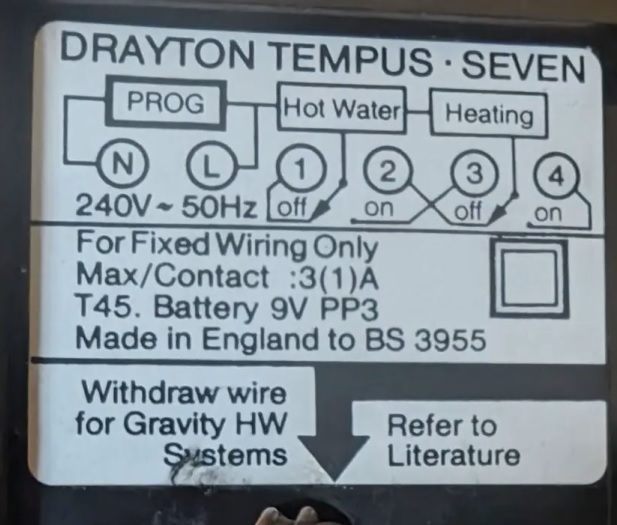 DRAYTON TEMPUS · SEVEN
PROG
Hot Water
Heating
N L 1 2 3 4
240V ~ 50Hz off on off on
For Fixed Wiring Only
Max/Contact :3(1)A
T45. Battery 9V PP3
Made in England to BS 3955
Withdraw wire
for Gravity HW
Systems
Refer to
Literature